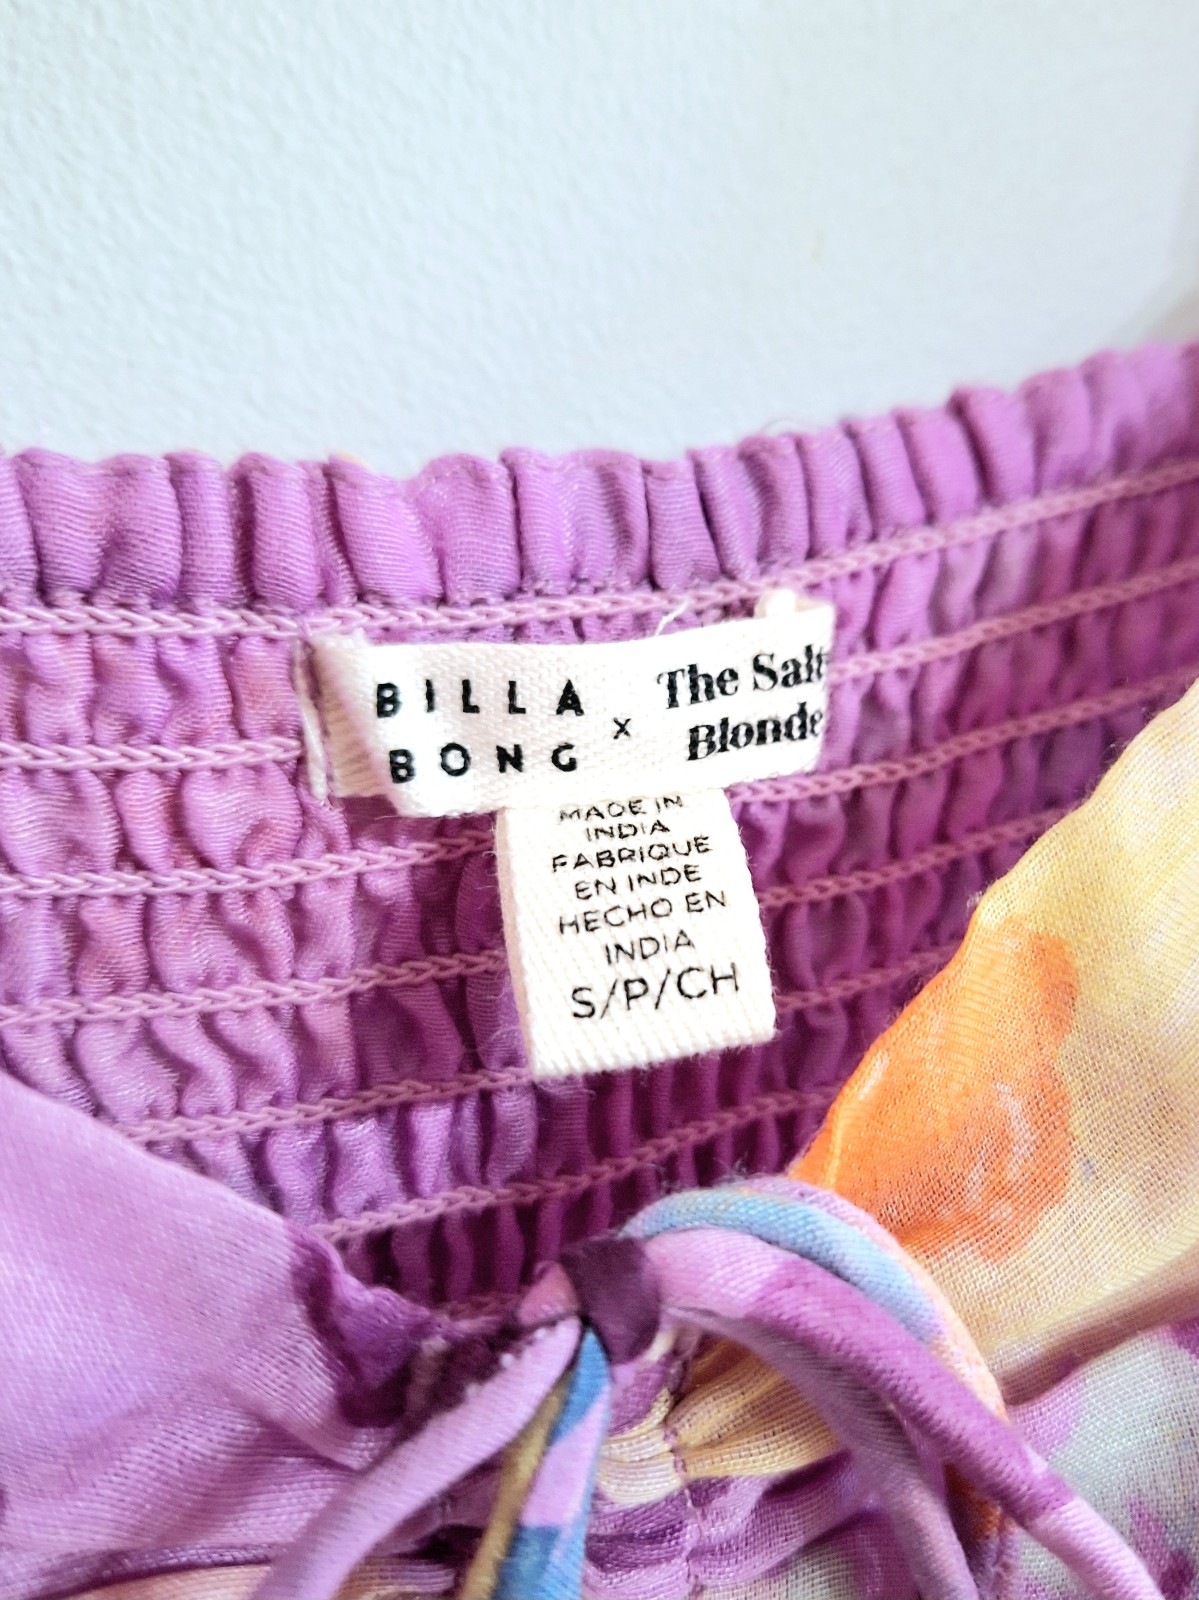 BILLA
BONG
x
The Salt
Blonde
MADE IN
INDIA
FABRIQUE
EN INDE
HECHO EN
INDIA
S/P/CH